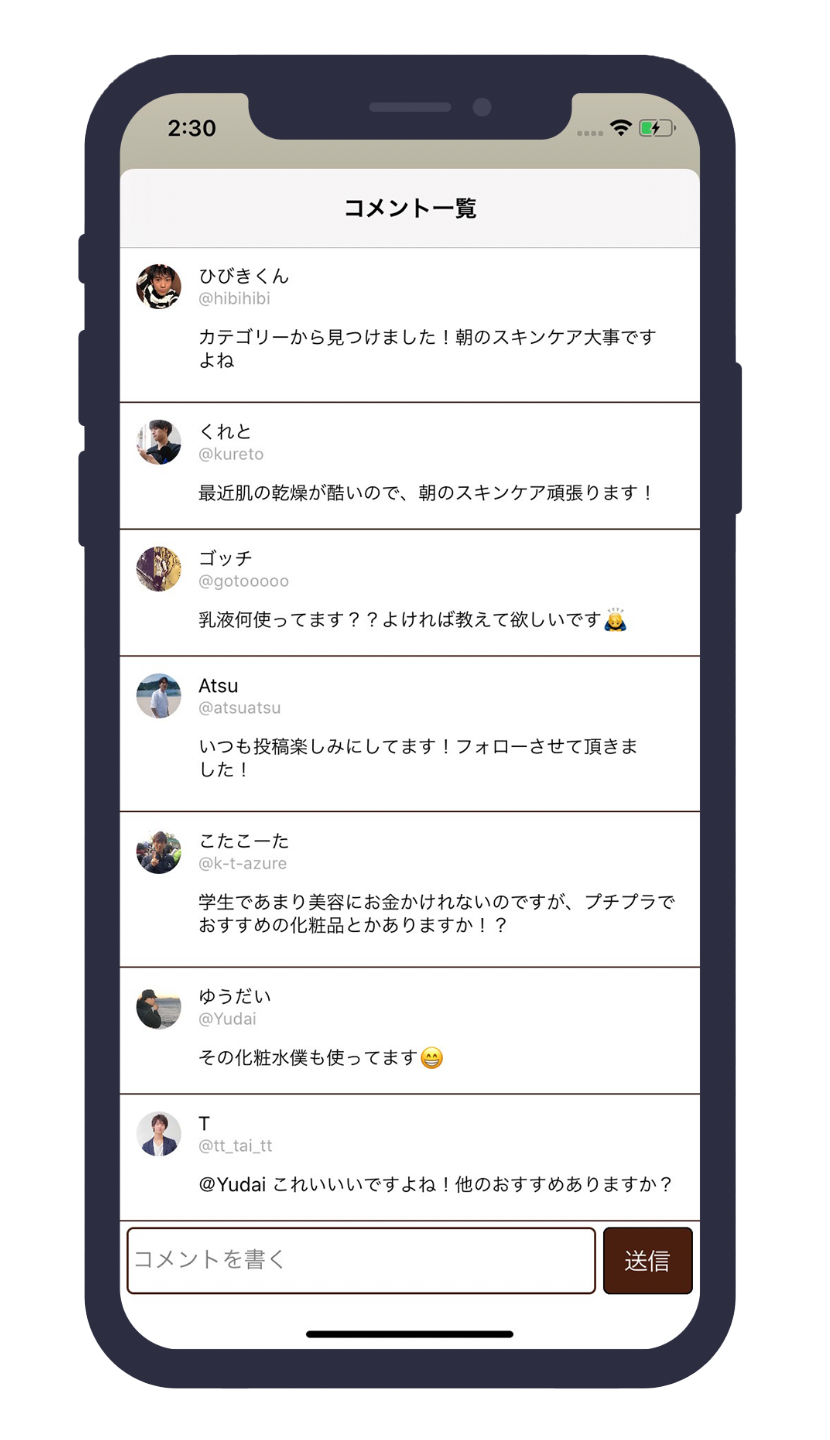 2:30
コメント一覧
ひびきくん
@hibihibi
カテゴリーから見つけました！朝のスキンケア大事です
よね
くれと
@kureto
最近肌の乾燥が酷いので、朝のスキンケア頑張ります！
ゴッチ
@gotooooo
乳液何使ってます？？よければ教えて欲しいです🙇
Atsu
@atsuatsu
いつも投稿楽しみにしてます！フォローさせて頂きま
した！
こたこーた
@k-t-azure
学生であまり美容にお金かけれないのですが、プチプラで
おすすめの化粧品とかありますか！？
ゆうだい
@Yudai
その化粧水僕も使ってます😁
T
@tt_tai_tt
@Yudai これいいいですよね！他のおすすめありますか？
コメントを書く
送信